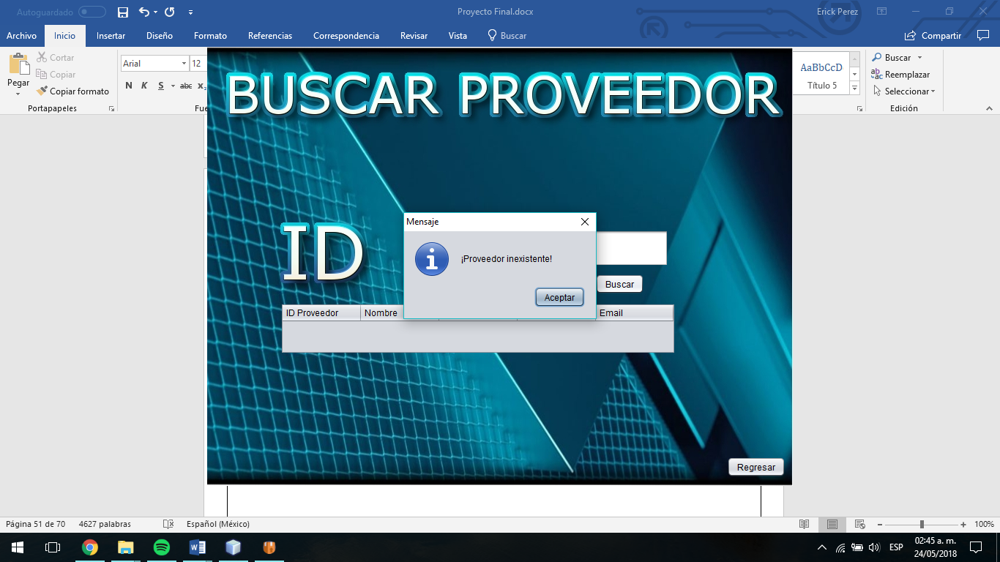 Autoguardado
Proyecto Final.docx
Erick Perez
Archivo Inicio Insertar Diseño Formato Referencias Correspondencia Revisar Vista Buscar Compartir
Cortar
Copiar
Pegar
Copiar formato
Portapapeles
Arial 12
N K S abc x₂
Fue
AaBbCcD
Título 5
Buscar
Reemplazar
Seleccionar
Edición
BUSCAR PROVEEDOR
Mensaje
¡Proveedor inexistente!
Aceptar
ID
Buscar
ID Proveedor Nombre Email
Regresar
Página 51 de 70 4627 palabras Español (México) 100%
ESP
02:45 a. m.
24/05/2018